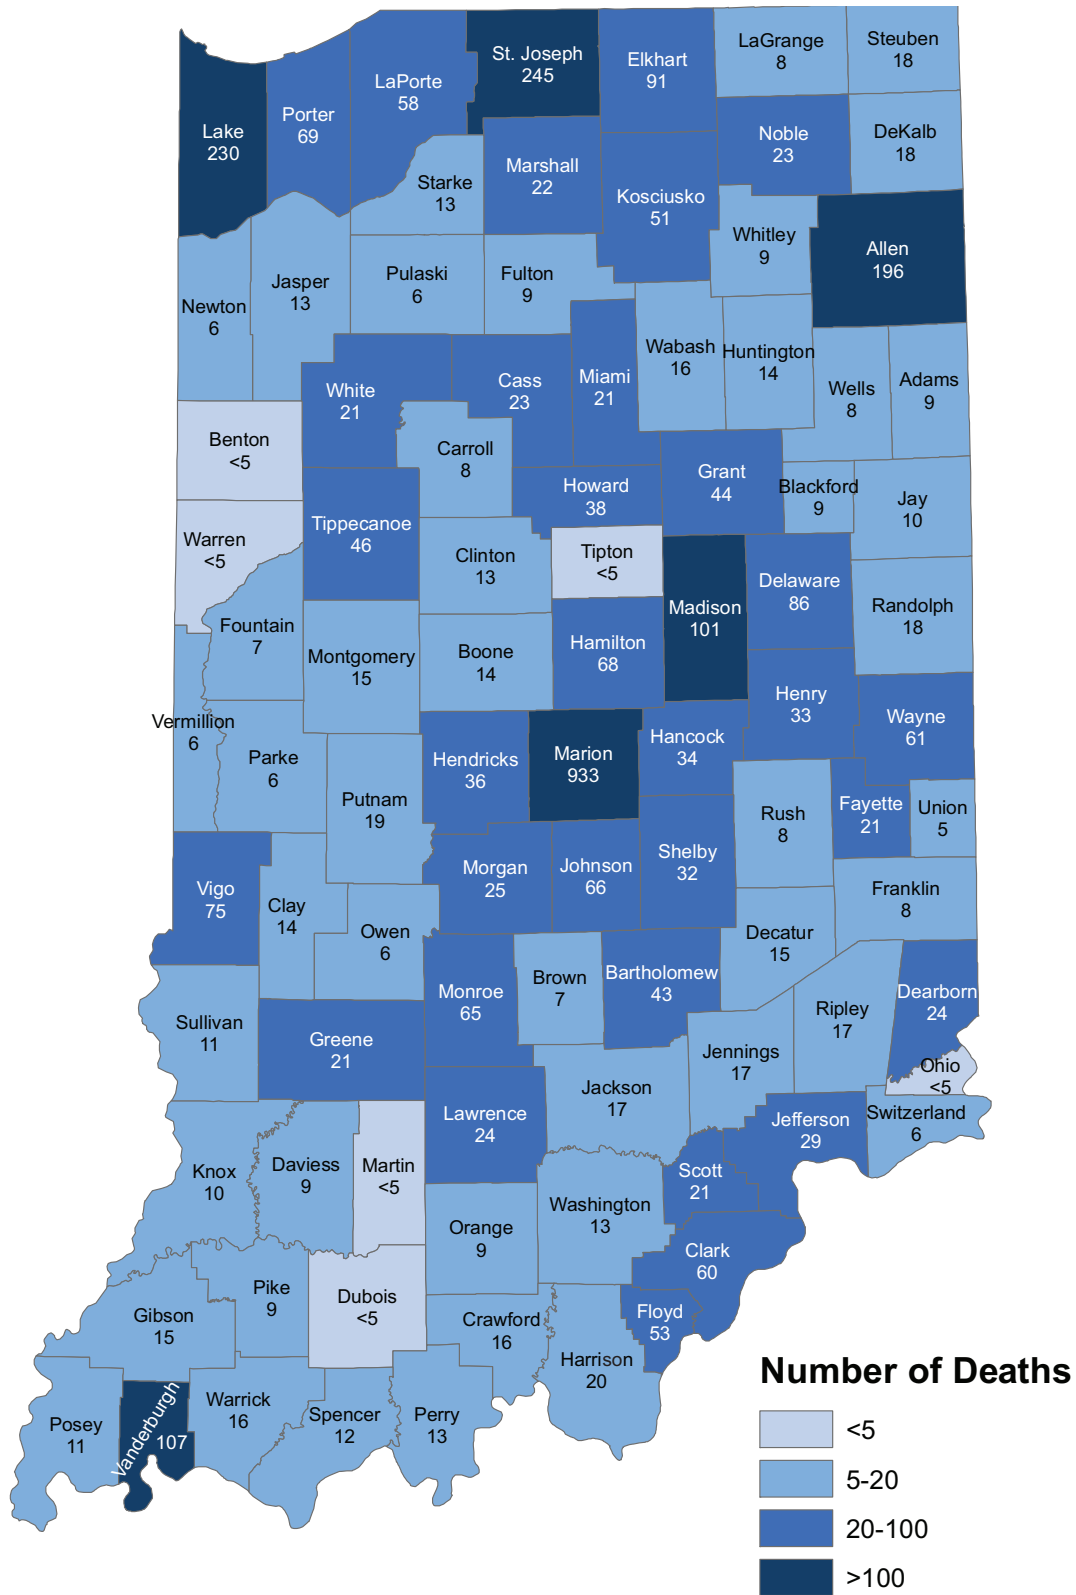 LaGrange
8
Steuben
18
St. Joseph
245
Elkhart
91
LaPorte
58
Porter
69
Lake
230
Noble
23
DeKalb
18
Marshall
22
Starke
13
Kosciusko
51
Whitley
9
Allen
196
Jasper
13
Pulaski
6
Fulton
9
Newton
6
Wabash
16
Huntington
14
White
21
Cass
23
Miami
21
Wells
8
Adams
9
Benton
<5
Carroll
8
Howard
38
Grant
44
Blackford
9
Jay
10
Warren
<5
Tippecanoe
46
Clinton
13
Tipton
<5
Madison
101
Delaware
86
Randolph
18
Fountain
7
Montgomery
15
Boone
14
Hamilton
68
Henry
33
Wayne
61
Vermillion
6
Parke
6
Putnam
19
Hendricks
36
Marion
933
Hancock
34
Rush
8
Fayette
21
Union
5
Vigo
75
Clay
14
Owen
6
Morgan
25
Johnson
66
Shelby
32
Franklin
8
Decatur
15
Sullivan
11
Greene
21
Monroe
65
Brown
7
Bartholomew
43
Jennings
17
Ripley
17
Dearborn
24
Ohio
<5
Lawrence
24
Jackson
17
Jefferson
29
Switzerland
6
Knox
10
Daviess
9
Martin
<5
Orange
9
Washington
13
Scott
21
Clark
60
Gibson
15
Pike
9
Dubois
<5
Crawford
16
Harrison
20
Floyd
53
Posey
11
Vanderburgh
107
Warrick
16
Spencer
12
Perry
13
Number of Deaths
<5
5-20
20-100
>100